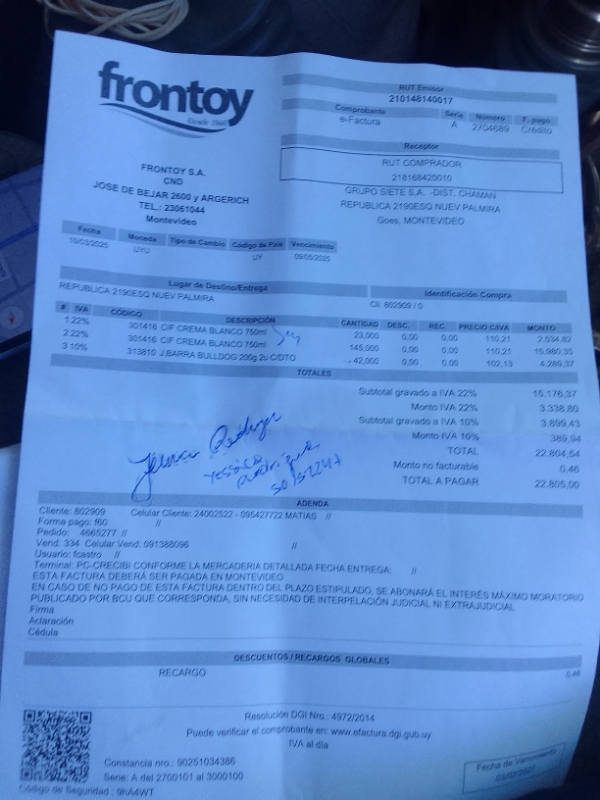 frontoy
Desde 1966
RUT Emisor
210148140017
Comprobante Serie Número F. pago
e-Factura A 2704689 Crédito
Receptor
RUT COMPRADOR
218168420010
GRUPO SIETE S.A. -DIST. CHAMAN
REPUBLICA 2190ESQ NUEV PALMIRA
Goes, MONTEVIDEO
FRONTOY S.A.
CND
JOSE DE BEJAR 2600 y ARGERICH
TEL.: 23061044
Montevideo
Fecha Moneda Tipo de Cambio Código de País Vencimiento
10/03/2025 UYU UY 09/05/2025
Lugar de Destino/Entrega Identificación Compra
REPUBLICA 2190ESQ NUEV PALMIRA CI: 802909 / 0
# IVA CÓDIGO DESCRIPCIÓN CANTIDAD DESC. REC. PRECIO C/IVA MONTO
1 22% 301416 CIF CREMA BLANCO 750ml 23,000 0,00 0,00 110,21 2.534,82
2 22% 301416 CIF CREMA BLANCO 750ml 145,000 0,00 0,00 110,21 15.980,35
3 10% 313810 J.BARRA BULLDOG 200g 2u C/DTO 42,000 0,00 0,00 102,13 4.289,37
TOTALES
Subtotal gravado a IVA 22% 15.176,37
Monto IVA 22% 3.338,80
Subtotal gravado a IVA 10% 3.899,43
Monto IVA 10% 389,94
TOTAL 22.804,54
Monto no facturable 0,46
TOTAL A PAGAR 22.805,00
ADENDA
Cliente: 802909 Celular Cliente: 24002522 - 095427722 MATIAS //
Forma pago: f60 //
Pedido: 4665277 //
Vend: 334 Celular Vend: 091388096 //
Usuario: fcastro //
Terminal: PC-CRECIBI CONFORME LA MERCADERIA DETALLADA FECHA ENTREGA: //
ESTA FACTURA DEBERÁ SER PAGADA EN MONTEVIDEO
EN CASO DE NO PAGO DE ESTA FACTURA DENTRO DEL PLAZO ESTIPULADO, SE ABONARÁ EL INTERÉS MÁXIMO MORATORIO
PUBLICADO POR BCU QUE CORRESPONDA, SIN NECESIDAD DE INTERPELACIÓN JUDICIAL NI EXTRAJUDICIAL
Firma
Aclaración
Cédula
DESCUENTOS / RECARGOS GLOBALES
RECARGO 0,46
Resolución DGI Nro.: 4972/2014
Puede verificar el comprobante en: www.efactura.dgi.gub.uy
IVA al día
Constancia nro.: 90251034386
Serie: A del 2700101 al 3000100
Código de Seguridad : 9hA4WT
Fecha de Vencimiento